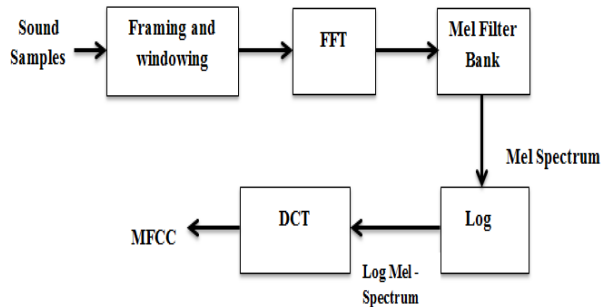 Sound
Samples
Framing and
windowing
FFT
Mel Filter
Bank
Mel Spectrum
Log
Log Mel -
Spectrum
DCT
MFCC